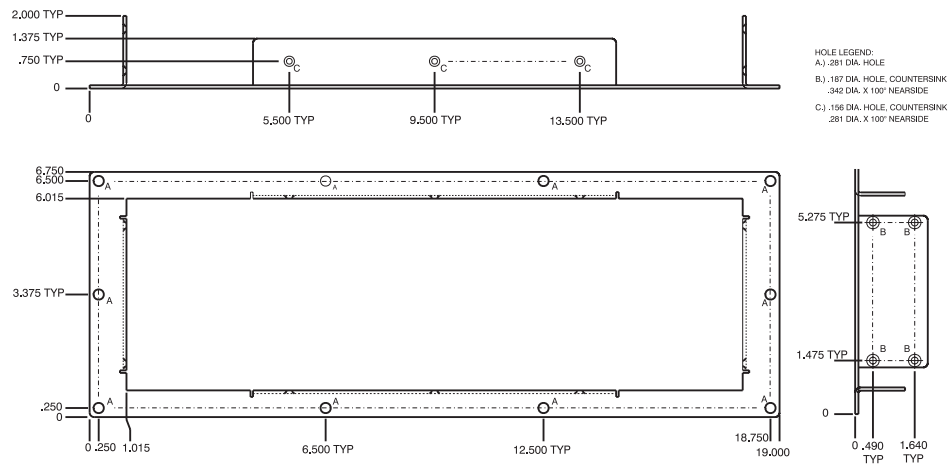 2.000 TYP
1.375 TYP
.750 TYP
0
C
C
C
0
5.500 TYP
9.500 TYP
13.500 TYP
HOLE LEGEND:
A.) .281 DIA. HOLE
B.) .187 DIA. HOLE, COUNTERSINK
.342 DIA. X 100° NEARSIDE
C.) .156 DIA. HOLE, COUNTERSINK
.281 DIA. X 100° NEARSIDE
6.750
6.500
6.015
3.375 TYP
.250
0
A
A
A
A
A
A
A
A
A
A
0 .250
1.015
6.500 TYP
12.500 TYP
18.750
19.000
5.275 TYP
B
B
B
B
1.475 TYP
0
0 .490
TYP
1.640
TYP